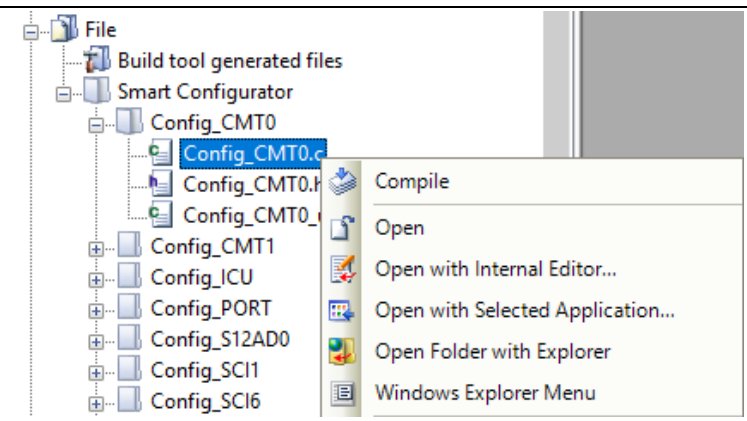 File
Build tool generated files
Smart Configurator
Config_CMT0
Config_CMT0.c
Config_CMT0.h
Config_CMT0_
Config_CMT1
Config_ICU
Config_PORT
Config_S12AD0
Config_SCI1
Config_SCI6
Compile
Open
Open with Internal Editor...
Open with Selected Application...
Open Folder with Explorer
Windows Explorer Menu